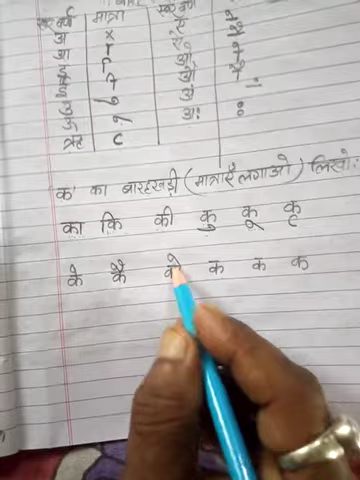 स्वर वर्ण मात्रा स्वर वर्ण
अ × ए े
आ ा ऐ ै
इ ि ओ ो
ई ी औ ौ
उ ु अं ं
ऊ ू अः ः
ऋ ृ
'क' का बारहखड़ी (मात्राएँ लगाओ) लिखो:
का कि की कु कू कृ
के कै को क क क